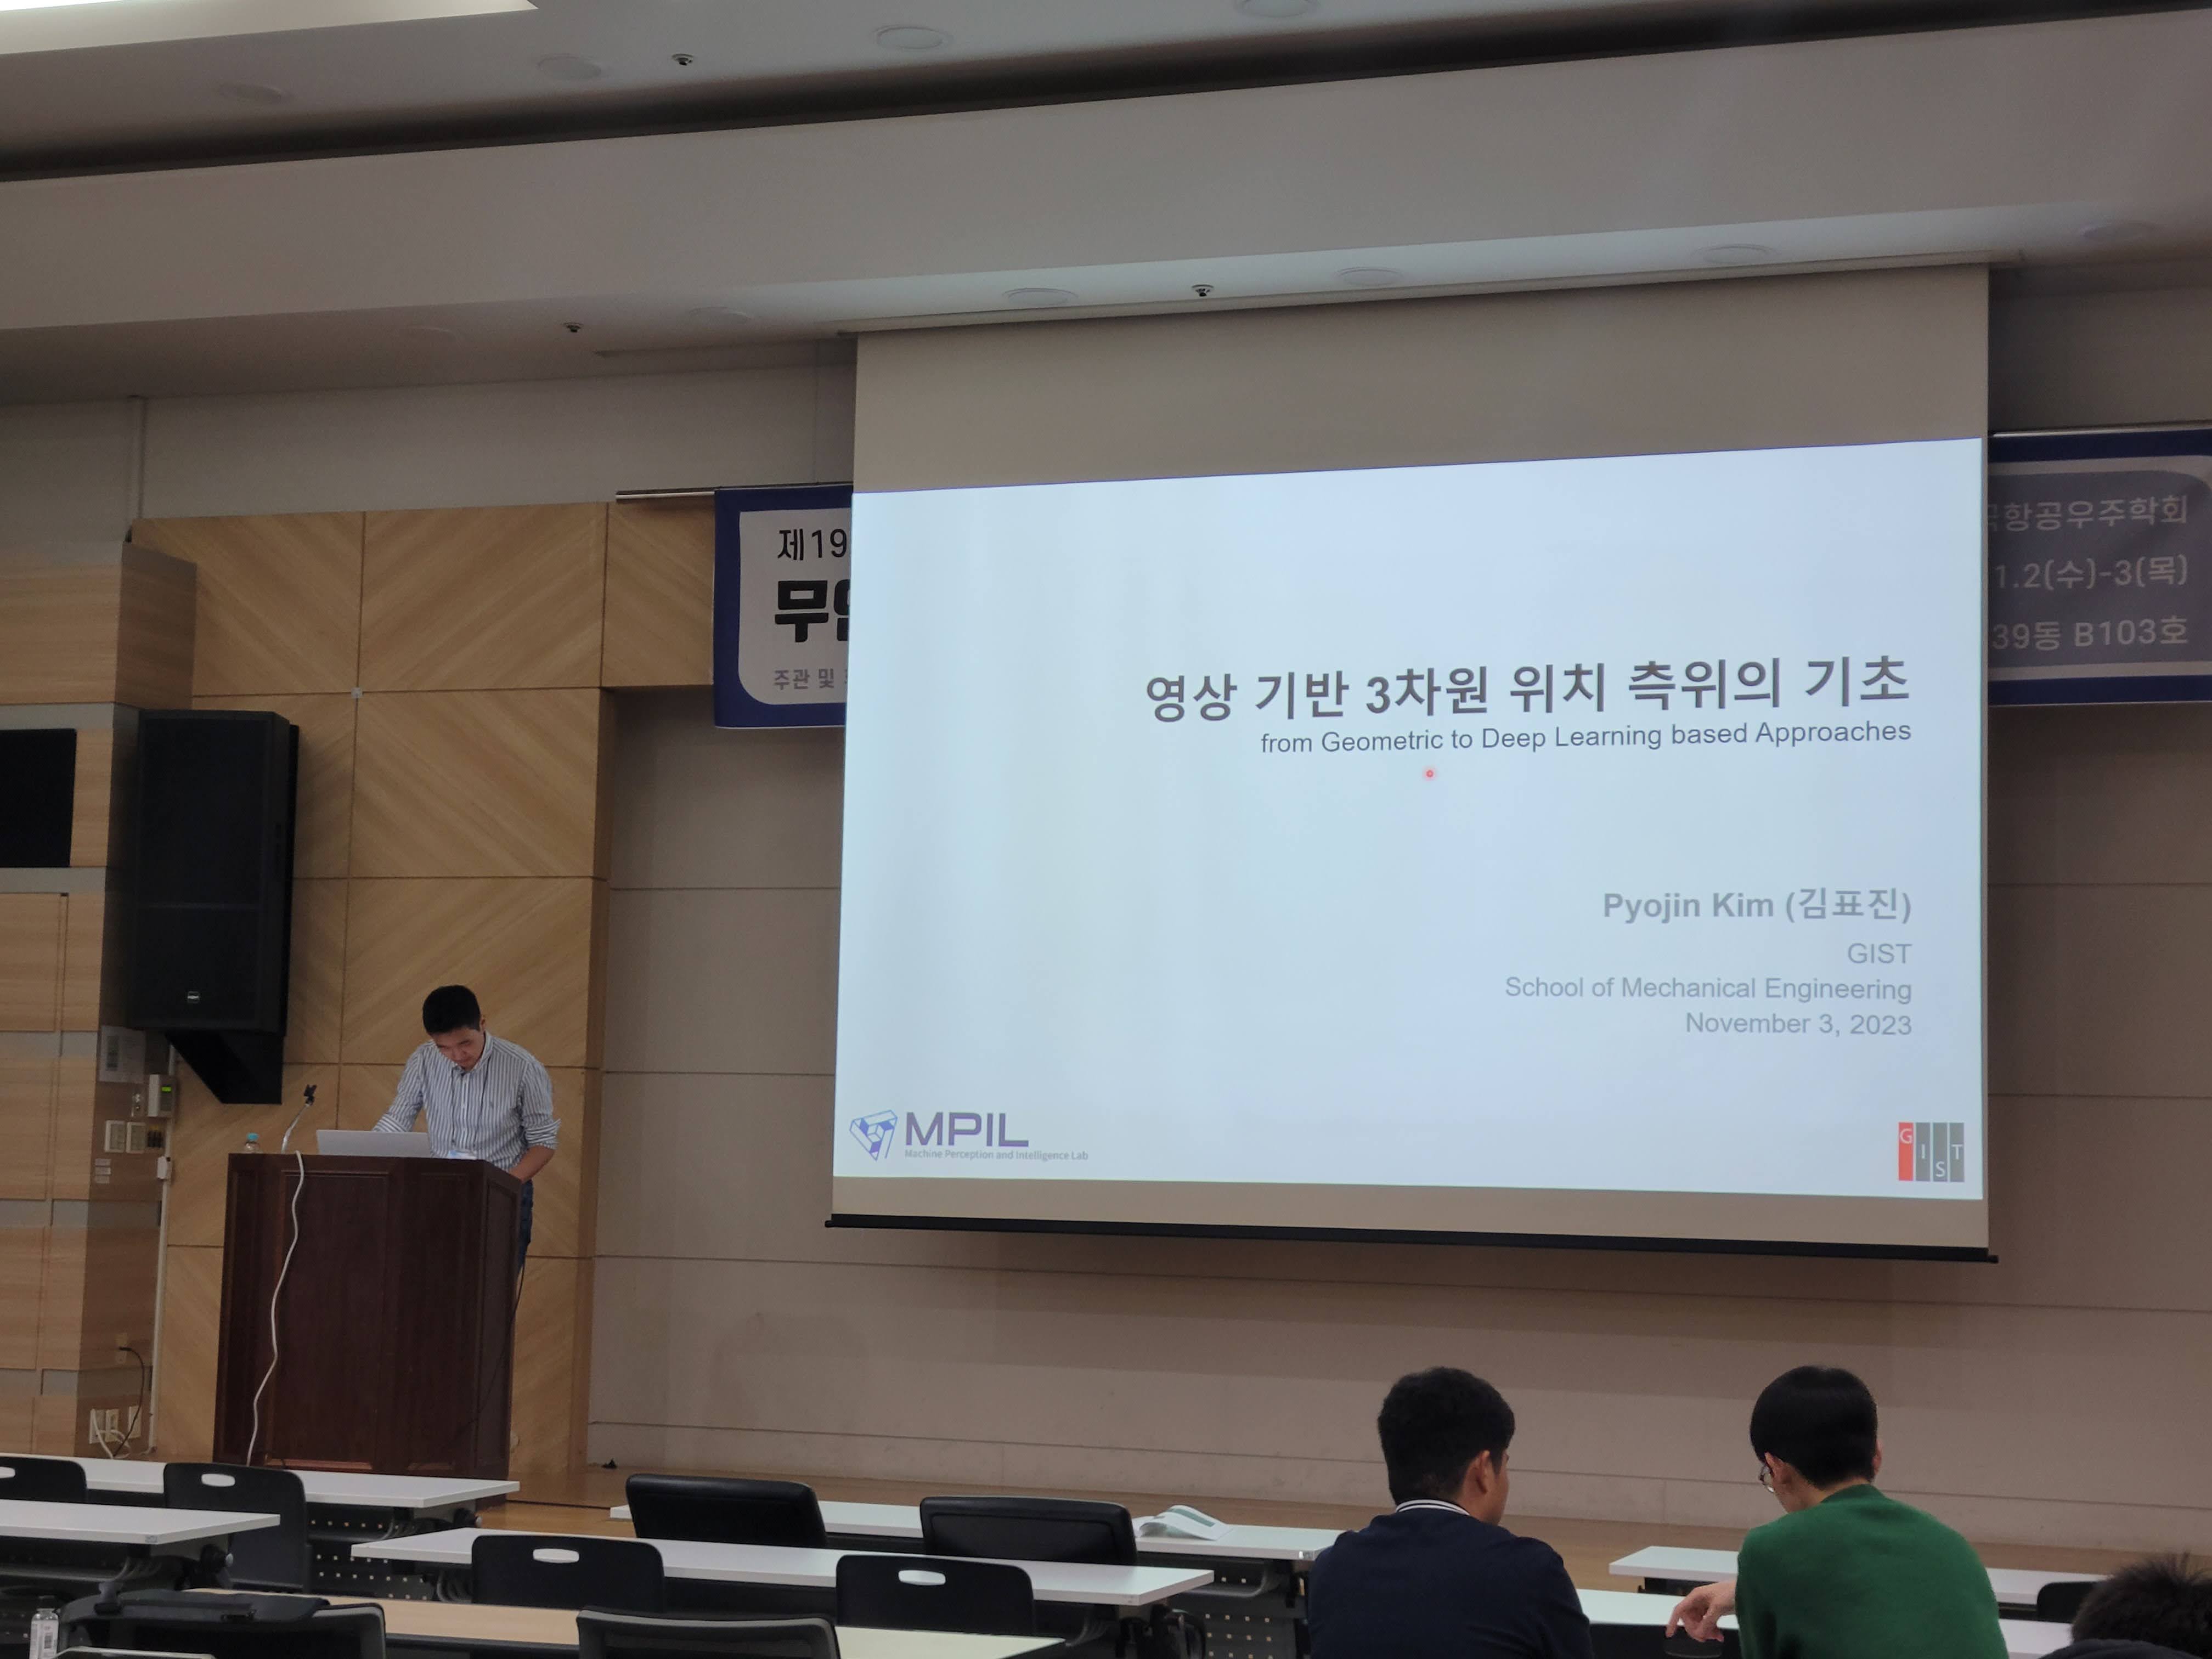 제19
무인
주관 및
국항공우주학회
1.2(수)-3(목)
39동 B103호
영상 기반 3차원 위치 측위의 기초
from Geometric to Deep Learning based Approaches
Pyojin Kim (김표진)
GIST
School of Mechanical Engineering
November 3, 2023
MPIL
Machine Perception and Intelligence Lab
GIST